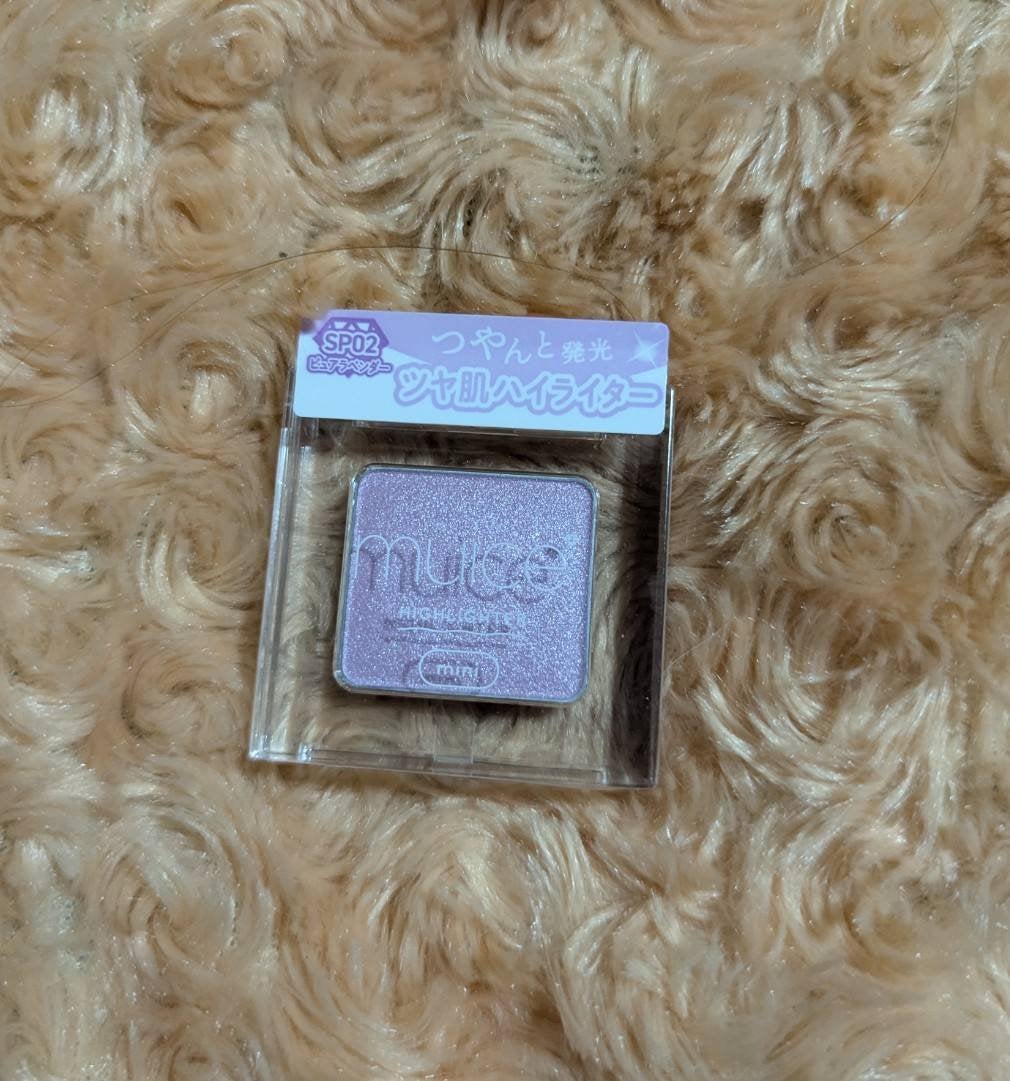 SP02
ピュアラベンダー
つやんと発光
ツヤ肌ハイライター
muice
HIGHLIGHTER
mini